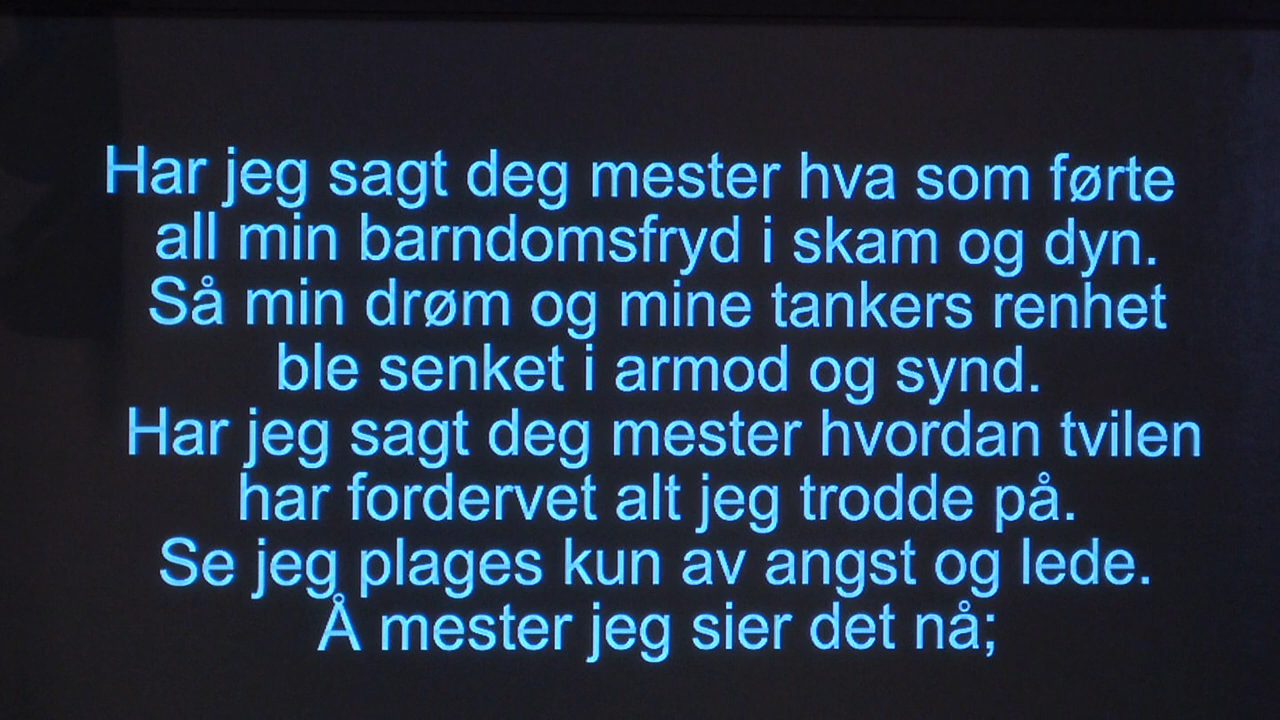 Har jeg sagt deg mester hva som førte
all min barndomsfryd i skam og dyn.
Så min drøm og mine tankers renhet
ble senket i armod og synd.
Har jeg sagt deg mester hvordan tvilen
har fordervet alt jeg trodde på.
Se jeg plages kun av angst og lede.
Å mester jeg sier det nå;